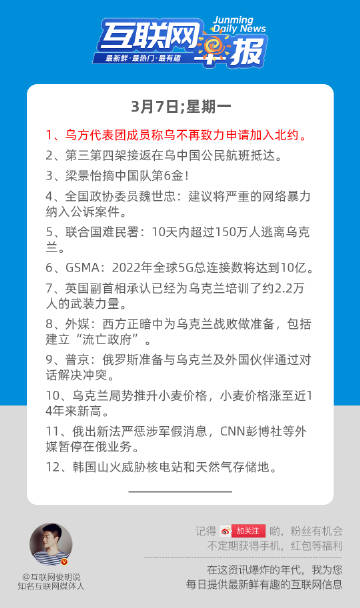 互联网早报
Junming
Daily News
最新鲜·最热门·最有趣
3月7日;星期一
1、乌方代表团成员称乌不再致力申请加入北约。
2、第三第四架接返在乌中国公民航班抵达。
3、梁景怡摘中国队第6金！
4、全国政协委员魏世忠：建议将严重的网络暴力
纳入公诉案件。
5、联合国难民署：10天内超过150万人逃离乌克
兰。
6、GSMA：2022年全球5G总连接数将达到10亿。
7、英国副首相承认已经为乌克兰培训了约2.2万
人的武装力量。
8、外媒：西方正暗中为乌克兰战败做准备，包括
建立“流亡政府”。
9、普京：俄罗斯准备与乌克兰及外国伙伴通过对
话解决冲突。
10、乌克兰局势推升小麦价格，小麦价格涨至近1
4年来新高。
11、俄出新法严惩涉军假消息，CNN彭博社等外
媒暂停在俄业务。
12、韩国山火威胁核电站和天然气存储地。
@互联网俊明说
知名互联网媒体人
记得 加关注 哟，粉丝有机会
不定期获得手机，红包等福利
在这资讯爆炸的年代，我为您
每日提供最新鲜有趣的互联网信息